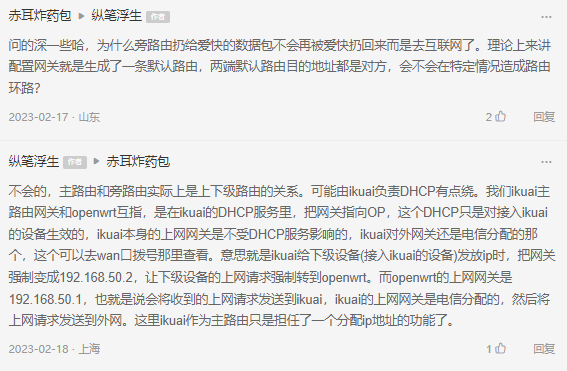 赤耳炸药包 ▸ 纵笔浮生 作者 ···
问的深一些哈，为什么旁路由扔给爱快的数据包不会再被爱快扔回来而是去互联网了。理论上来讲
配置网关就是生成了一条默认路由，两端默认路由目的地址都是对方，会不会在特定情况造成路由
环路？
2023-02-17 · 山东 2 回复
纵笔浮生 作者 ▸ 赤耳炸药包 ···
不会的，主路由和旁路由实际上是上下级路由的关系。可能由ikuai负责DHCP有点绕。我们ikuai主
路由网关和openwrt互指，是在ikuai的DHCP服务里，把网关指向OP，这个DHCP只是对接入ikuai
的设备生效的，ikuai本身的上网网关是不受DHCP服务影响的，ikuai对外网关还是电信分配的那
个，这个可以去wan口拨号那里查看。意思就是ikuai给下级设备(接入ikuai的设备)发放ip时，把网关
强制变成192.168.50.2，让下级设备的上网请求强制转到openwrt。而openwrt的上网网关是
192.168.50.1，也就是说会将收到的上网请求发送到ikuai，ikuai的上网网关是电信分配的，然后将
上网请求发送到外网。这里ikuai作为主路由只是担任了一个分配ip地址的功能了。
2023-02-18 · 上海 1 回复